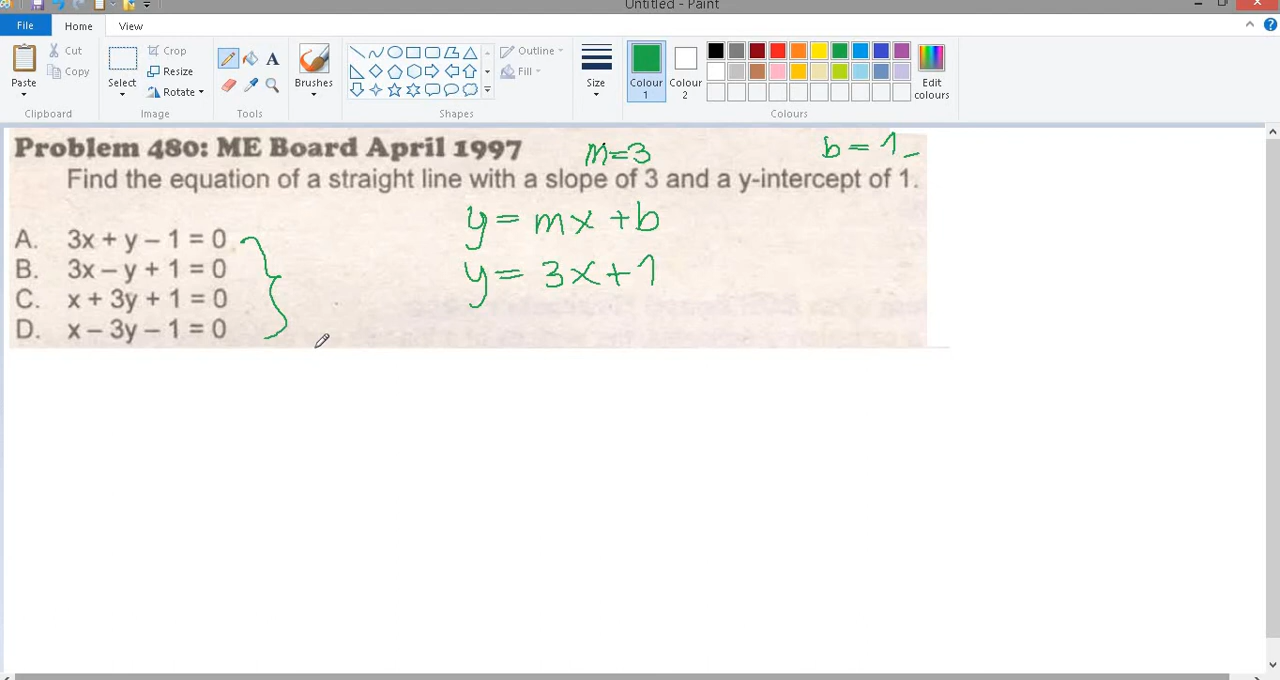 Untitled - Paint
File Home View
Paste Cut Copy Clipboard
Select Crop Resize Rotate Image
Tools
Brushes
Outline Fill Shapes
Size
Colour 1 Colour 2 Edit colours Colours
m=3 b = 1
Problem 480: ME Board April 1997
Find the equation of a straight line with a slope of 3 and a y-intercept of 1.
y = mx + b
A. 3x + y – 1 = 0
B. 3x – y + 1 = 0
y = 3x + 1
C. x + 3y + 1 = 0
D. x – 3y – 1 = 0